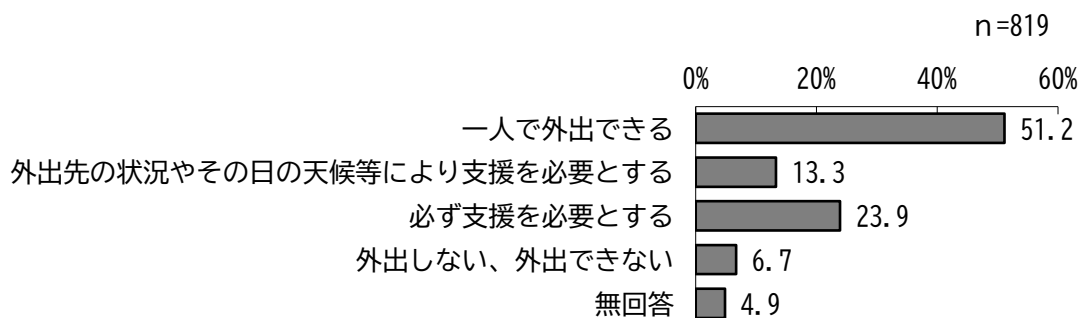 n=819
0% 20% 40% 60%
一人で外出できる 51.2
外出先の状況やその日の天候等により支援を必要とする 13.3
必ず支援を必要とする 23.9
外出しない、外出できない 6.7
無回答 4.9